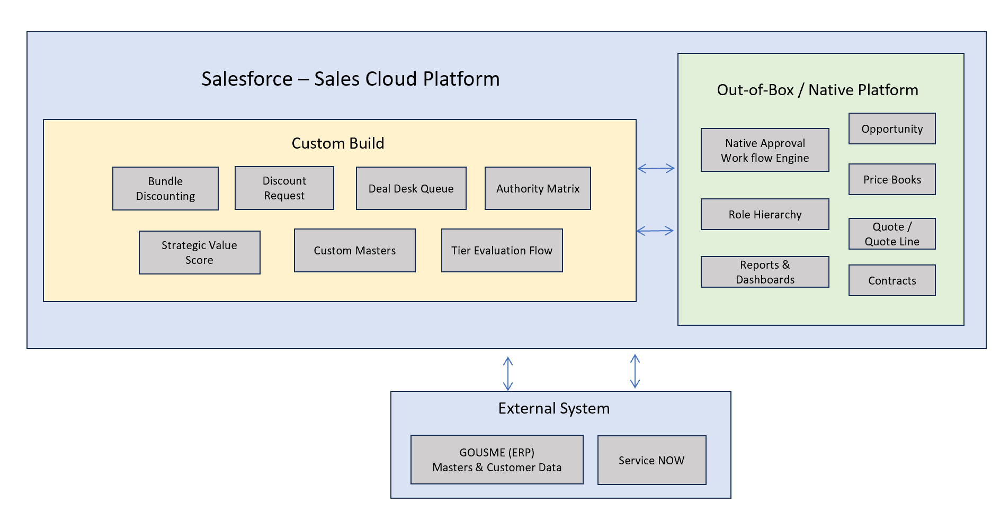 Salesforce – Sales Cloud Platform
Custom Build
Bundle
Discounting
Discount
Request
Deal Desk Queue
Authority Matrix
Strategic Value
Score
Custom Masters
Tier Evaluation Flow
Out-of-Box / Native Platform
Native Approval
Work flow Engine
Role Hierarchy
Reports &
Dashboards
Opportunity
Price Books
Quote /
Quote Line
Contracts
External System
GOUSME (ERP)
Masters & Customer Data
Service NOW